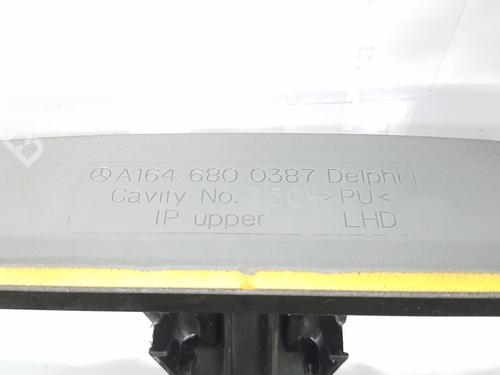 A164 680 0387 Delphi
Cavity No. >PU<
IP upper LHD